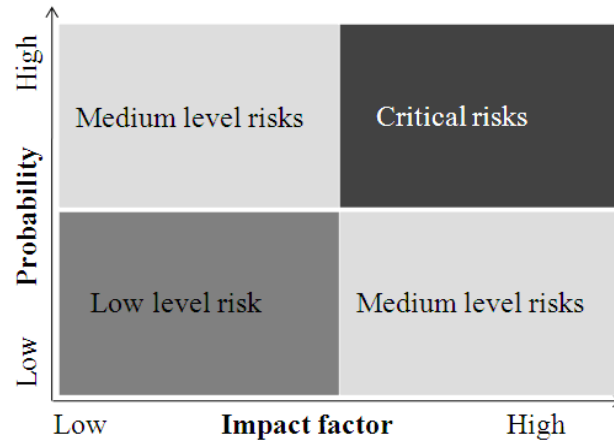 High
Medium level risks
Critical risks
Probability
Low level risk
Medium level risks
Low
Low
Impact factor
High